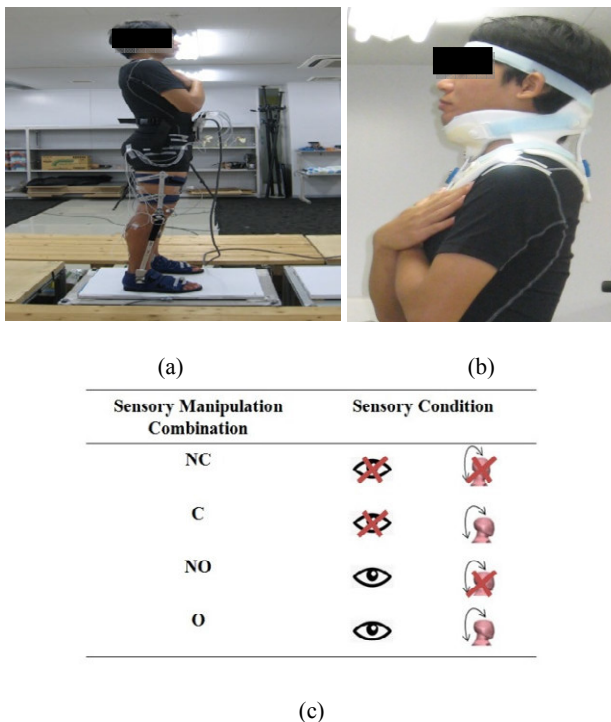 (a) (b)
Sensory Manipulation Combination Sensory Condition
NC
C
NO
O
(c)